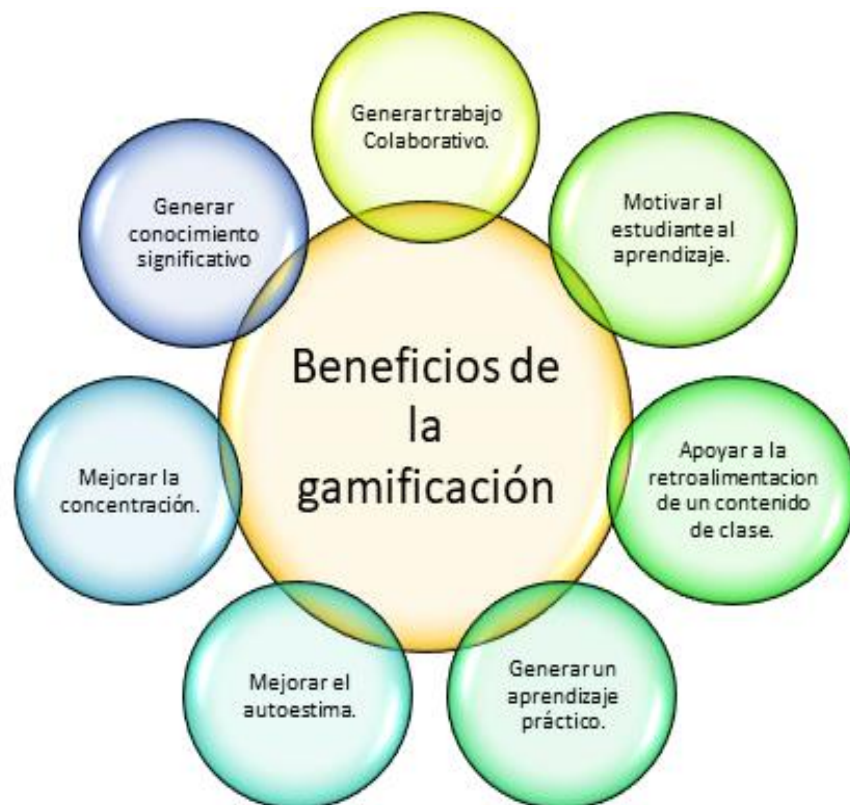 Beneficios de
la
gamificación
Generar trabajo
Colaborativo.
Motivar al
estudiante al
aprendizaje.
Apoyar a la
retroalimentacion
de un contenido
de clase.
Generar un
aprendizaje
práctico.
Mejorar el
autoestima.
Mejorar la
concentración.
Generar
conocimiento
significativo